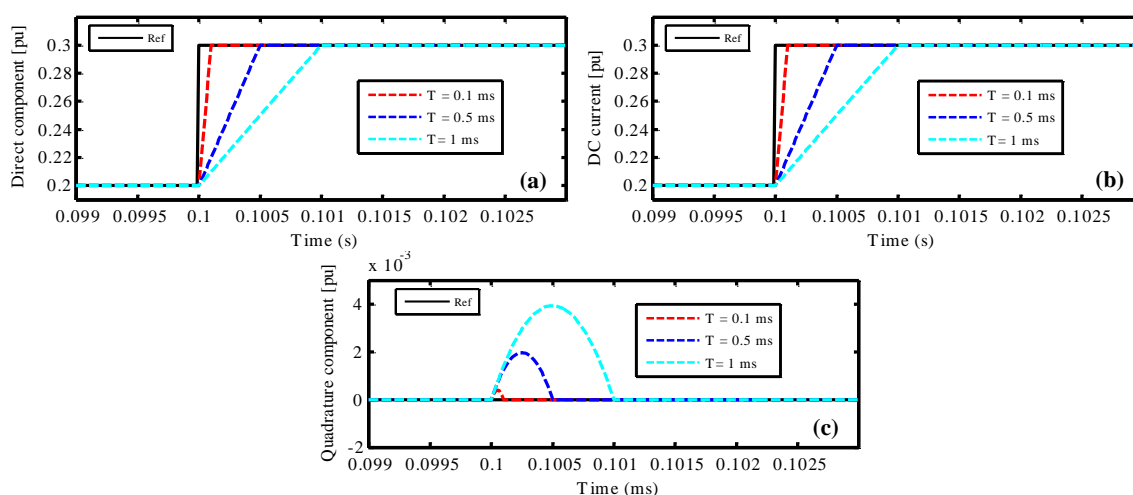 Direct component [pu]
0.3
0.28
0.26
0.24
0.22
0.2
Ref
T = 0.1 ms
T = 0.5 ms
T= 1 ms
(a)
0.099 0.0995 0.1 0.1005 0.101 0.1015 0.102 0.1025
Time (s)
DC current [pu]
0.3
0.28
0.26
0.24
0.22
0.2
Ref
T = 0.1 ms
T = 0.5 ms
T= 1 ms
(b)
0.099 0.0995 0.1 0.1005 0.101 0.1015 0.102 0.1025
Time (s)
Quadrature component [pu]
x 10-3
4
2
0
-2
Ref
T = 0.1 ms
T = 0.5 ms
T= 1 ms
(c)
0.099 0.0995 0.1 0.1005 0.101 0.1015 0.102 0.1025
Time (ms)